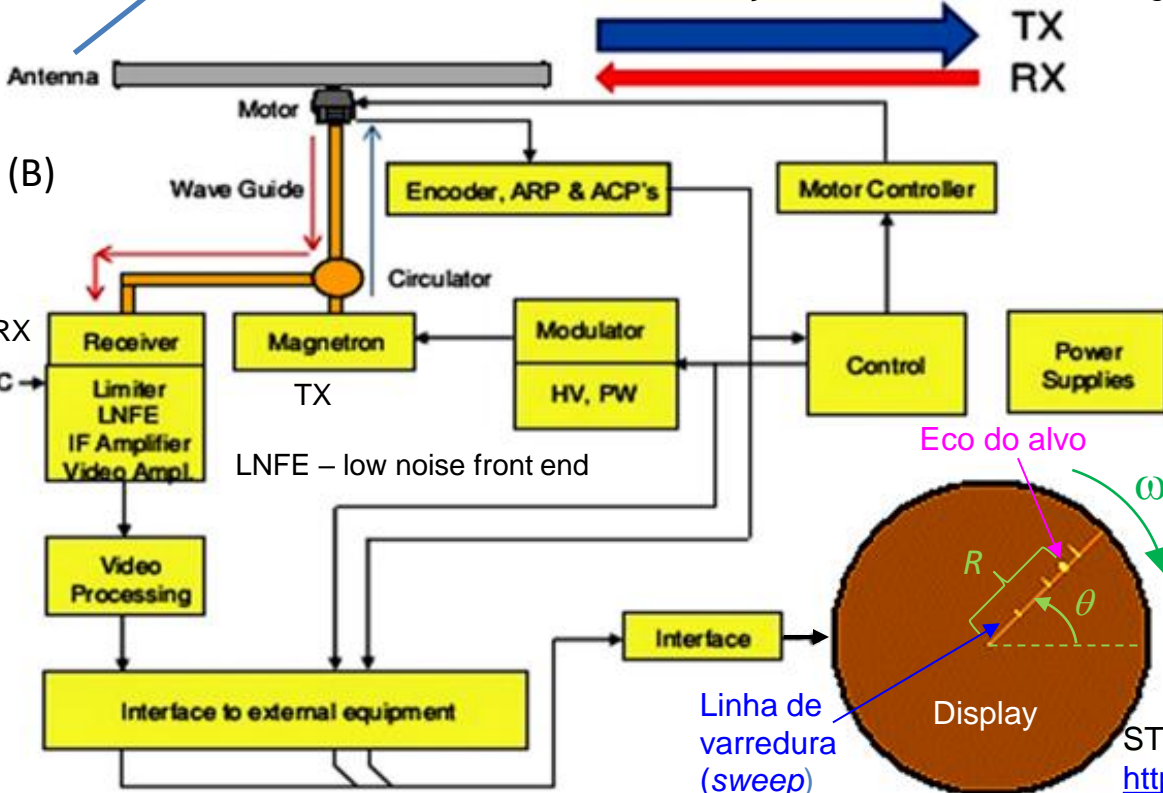 TX
Antenna
RX
Motor
(B)
Wave Guide
Encoder, ARP & ACP's
Motor Controller
Circulator
RX
Receiver
Magnetron
Modulator
Control
Power
Supplies
C
Limiter
LNFE
IF Amplifier
Video Ampl.
TX
HV, PW
LNFE – low noise front end
Eco do alvo
ω
Video
Processing
R
θ
Interface
Interface to external equipment
Linha de
varredura
(sweep)
Display
ST
http